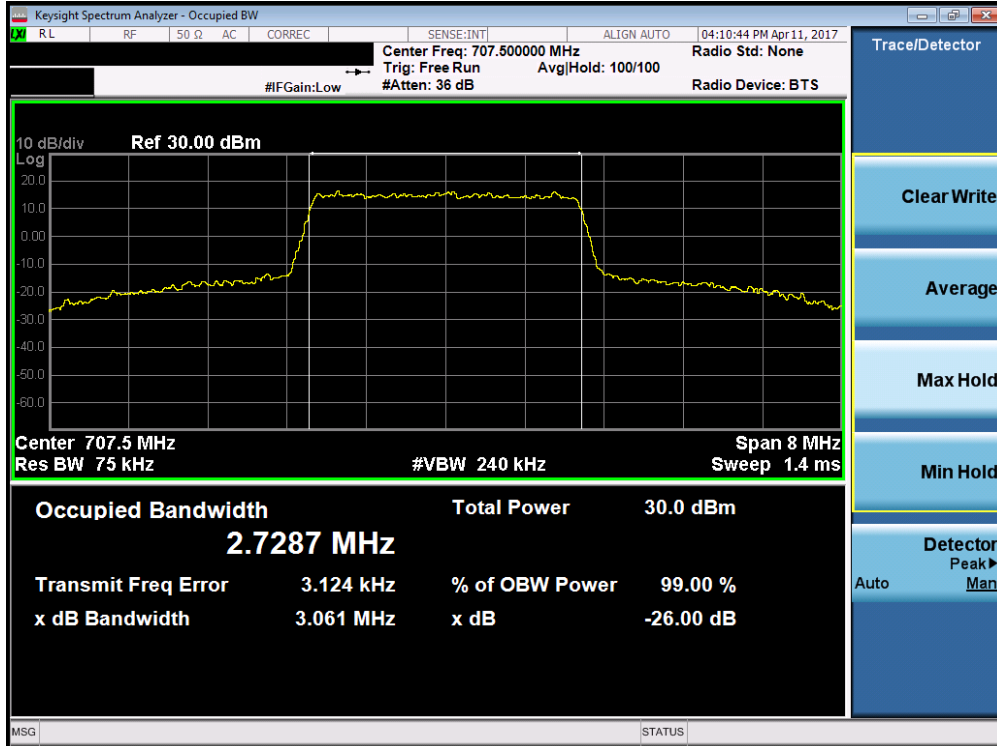 Keysight Spectrum Analyzer - Occupied BW
LXI RL RF 50 Ω AC CORREC SENSE:INT ALIGN AUTO 04:10:44 PM Apr 11, 2017
Center Freq: 707.500000 MHz Radio Std: None
Trig: Free Run Avg|Hold: 100/100
#IFGain:Low #Atten: 36 dB Radio Device: BTS
10 dB/div Ref 30.00 dBm
Log
20.0
10.0
0.00
-10.0
-20.0
-30.0
-40.0
-50.0
-60.0
Center 707.5 MHz Span 8 MHz
Res BW 75 kHz #VBW 240 kHz Sweep 1.4 ms
Occupied Bandwidth Total Power 30.0 dBm
2.7287 MHz
Transmit Freq Error 3.124 kHz % of OBW Power 99.00 %
x dB Bandwidth 3.061 MHz x dB -26.00 dB
MSG STATUS
Trace/Detector
Clear Write
Average
Max Hold
Min Hold
Detector
Peak▶
Auto Man